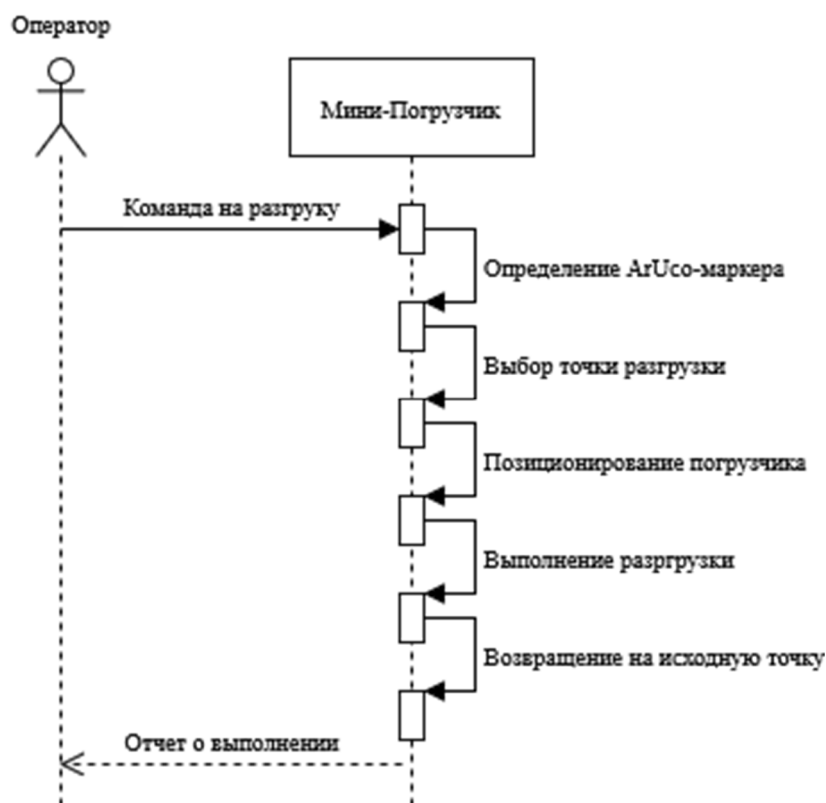 Оператор
Мини-Погрузчик
Команда на разгруку
Определение ArUco-маркера
Выбор точки разгрузки
Позиционирование погрузчика
Выполнение разргрузки
Возвращение на исходную точку
Отчет о выполнении